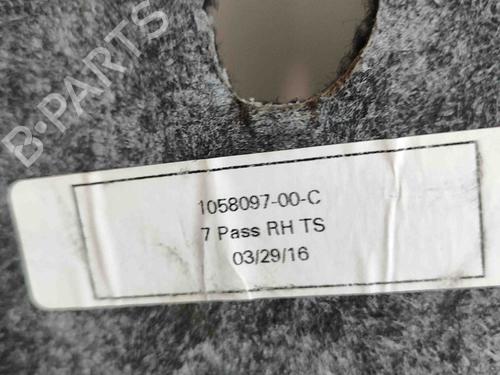 B-PARTS
1058097-00-C
7 Pass RH TS
03/29/16